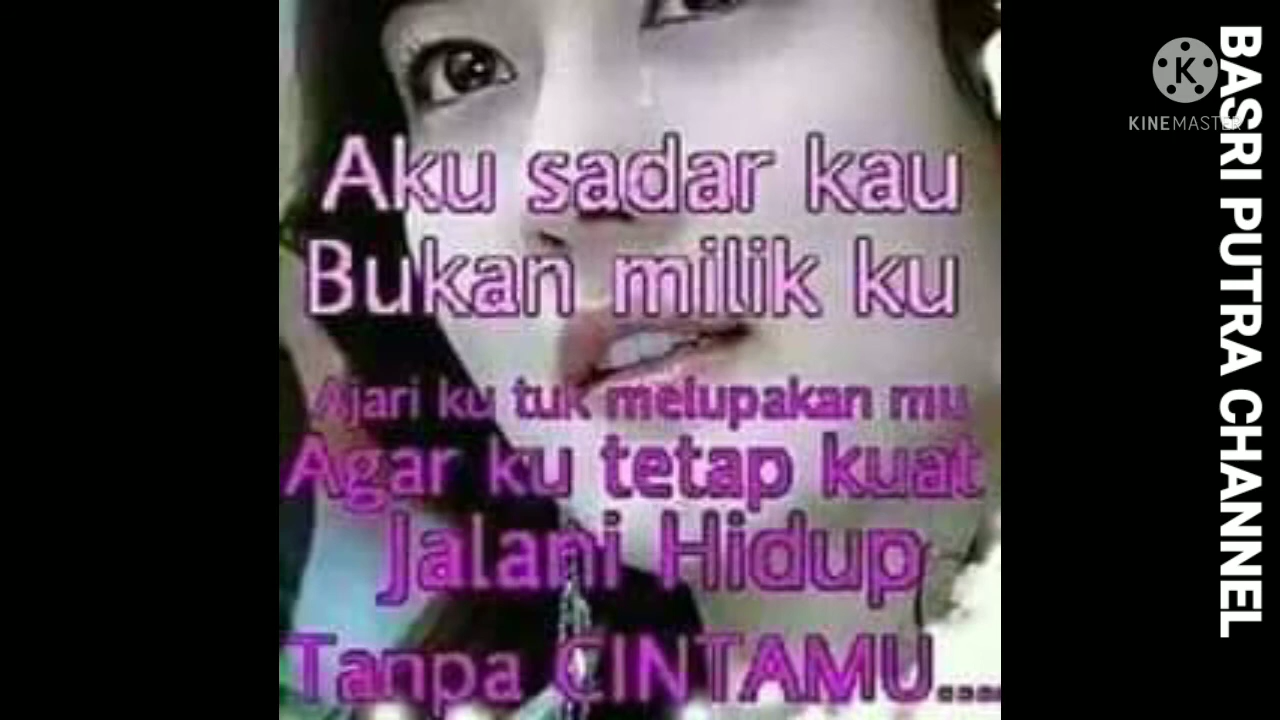 Aku sadar kau
Bukan milik ku
Ajari ku tuk melupakan mu
Agar ku tetap kuat
Jalani Hidup
Tanpa CINTAMU....
K
KINEMASTER
BASRI PUTRA CHANNEL